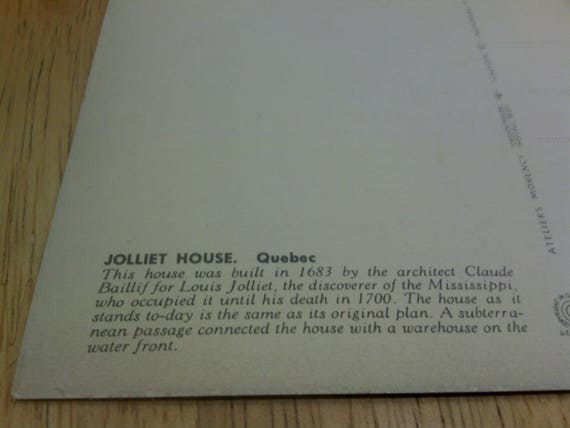 JOLLIET HOUSE. Quebec
This house was built in 1683 by the architect Claude
Baillif for Louis Jolliet, the discoverer of the Mississippi,
who occupied it until his death in 1700. The house as it
stands to-day is the same as its original plan. A subterra-
nean passage connected the house with a warehouse on the
water front.
ATELIERS MORENCY